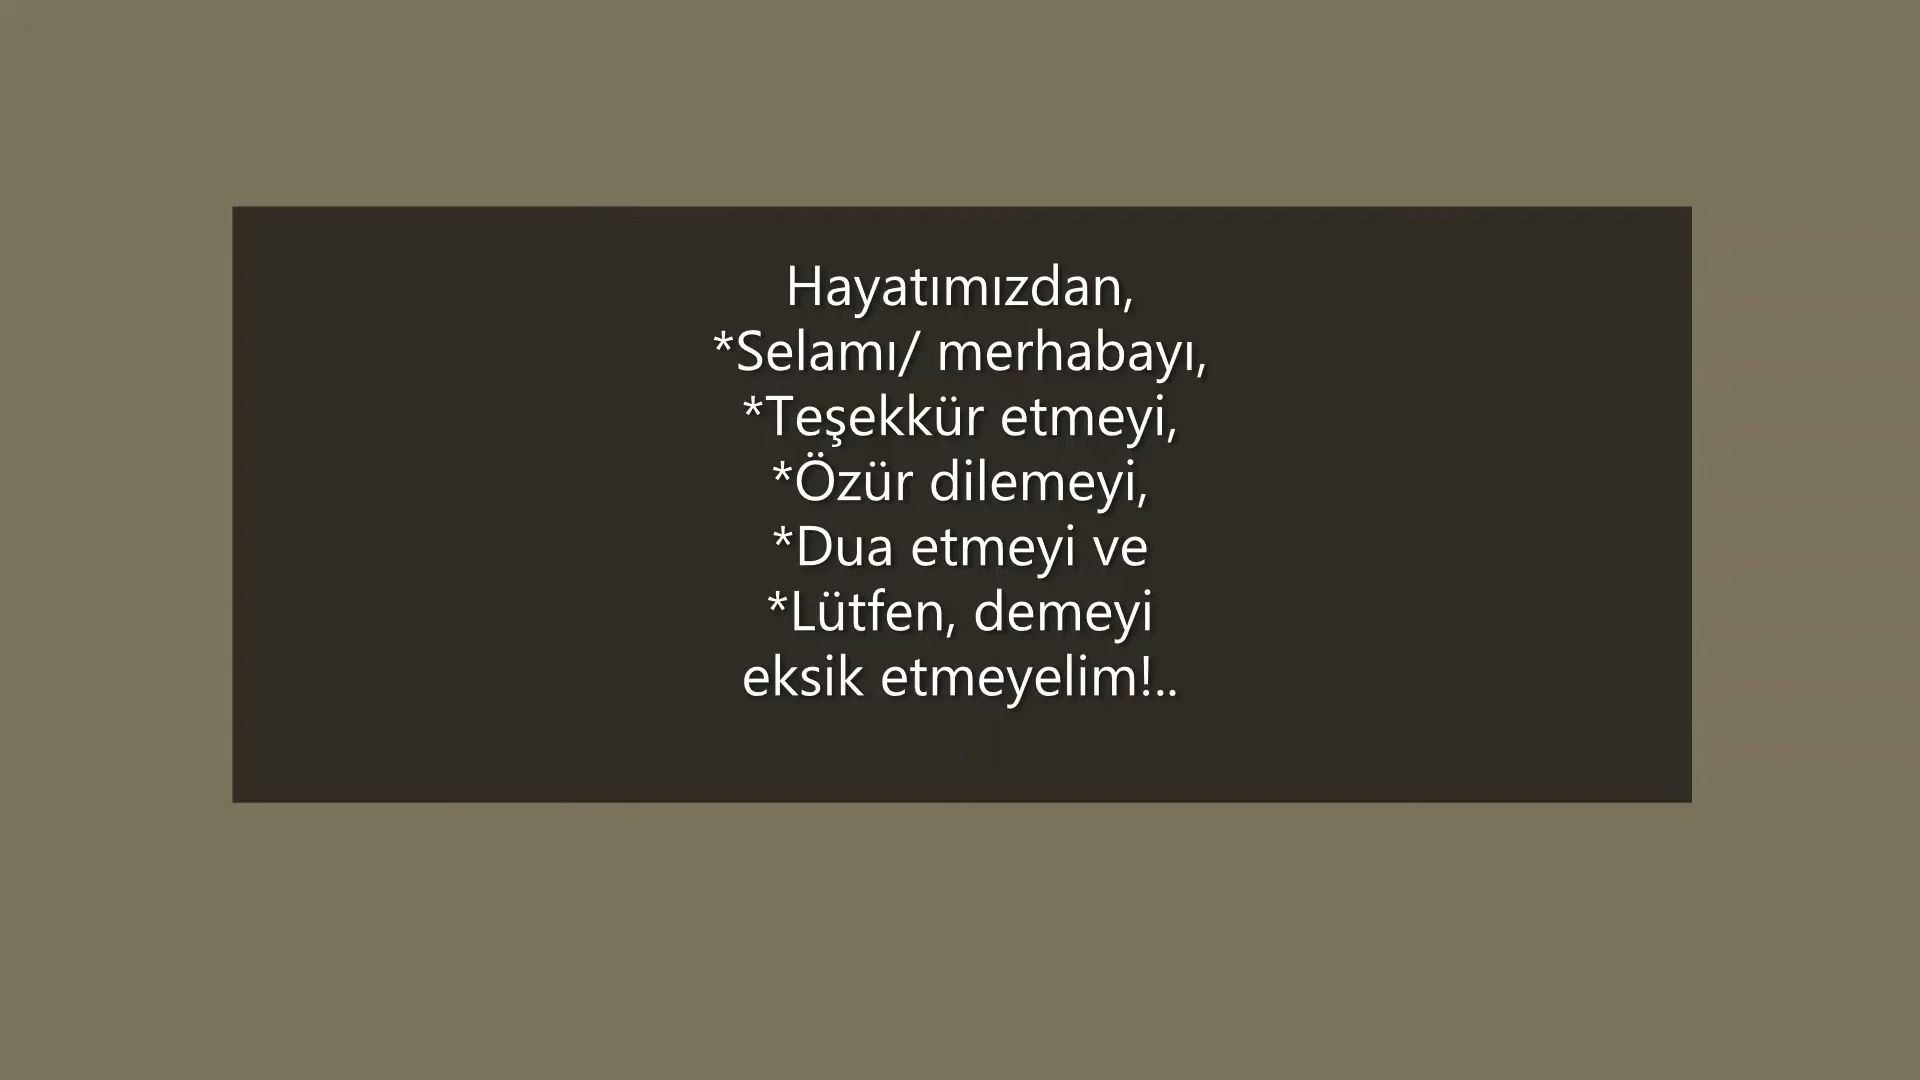 Hayatımızdan,
*Selamı/ merhabayı,
*Teşekkür etmeyi,
*Özür dilemeyi,
*Dua etmeyi ve
*Lütfen, demeyi
eksik etmeyelim!..